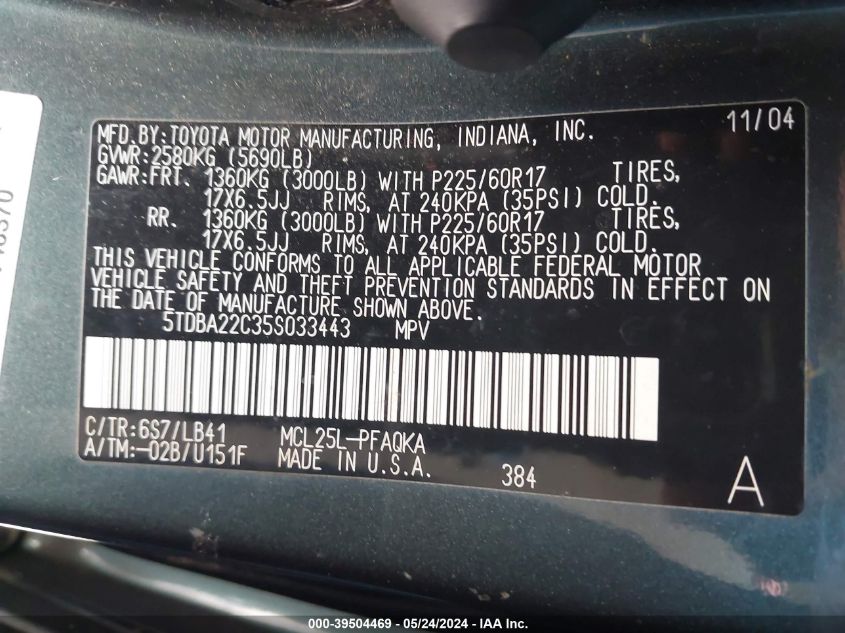 MFD. BY: TOYOTA MOTOR MANUFACTURING, INDIANA, INC. 11/04
GVWR: 2580KG (5690LB)
GAWR: FRT. 1360KG (3000LB) WITH P225/60R17 TIRES,
17X6.5JJ RIMS, AT 240KPA (35PSI) COLD.
RR. 1360KG (3000LB) WITH P225/60R17 TIRES,
17X6.5JJ RIMS, AT 240KPA (35PSI) COLD.
THIS VEHICLE CONFORMS TO ALL APPLICABLE FEDERAL MOTOR
VEHICLE SAFETY AND THEFT PREVENTION STANDARDS IN EFFECT ON
THE DATE OF MANUFACTURE SHOWN ABOVE.
5TDBA22C35S033443 MPV
C/TR: 6S7/LB41 MCL25L-PFAQKA
A/TM: -02B/U151F MADE IN U.S.A. 384 A
000-39504469 - 05/24/2024 - IAA Inc.